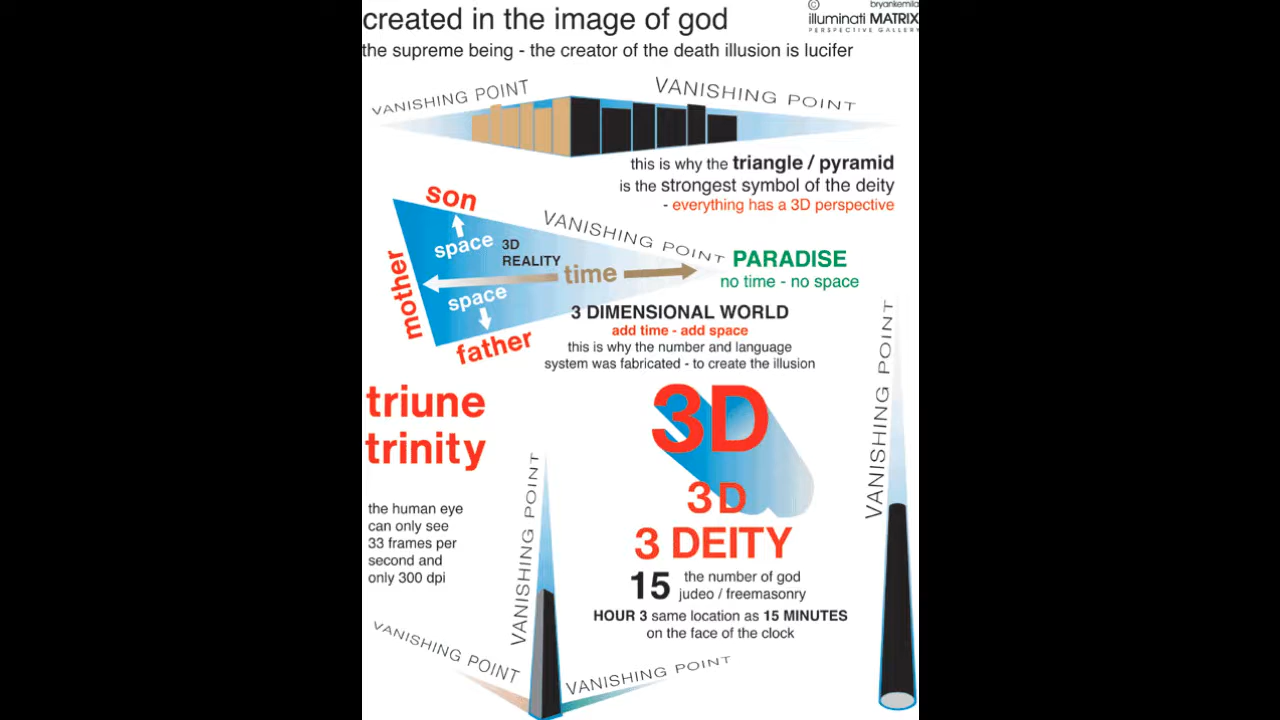 created in the image of god
the supreme being - the creator of the death illusion is lucifer
©
illuminati MATRIX
PERSPECTIVE GALLERY
VANISHING POINT
VANISHING POINT
this is why the triangle / pyramid
is the strongest symbol of the deity
- everything has a 3D perspective
son
mother
father
space
space
3D
REALITY
time
VANISHING POINT
PARADISE
no time - no space
3 DIMENSIONAL WORLD
add time - add space
this is why the number and language
system was fabricated - to create the illusion
triune
trinity
the human eye
can only see
33 frames per
second and
only 300 dpi
VANISHING POINT
VANISHING POINT
VANISHING POINT
3D
3D
3 DEITY
15
the number of god
judeo / freemasonry
HOUR 3 same location as 15 MINUTES
on the face of the clock
VANISHING POINT